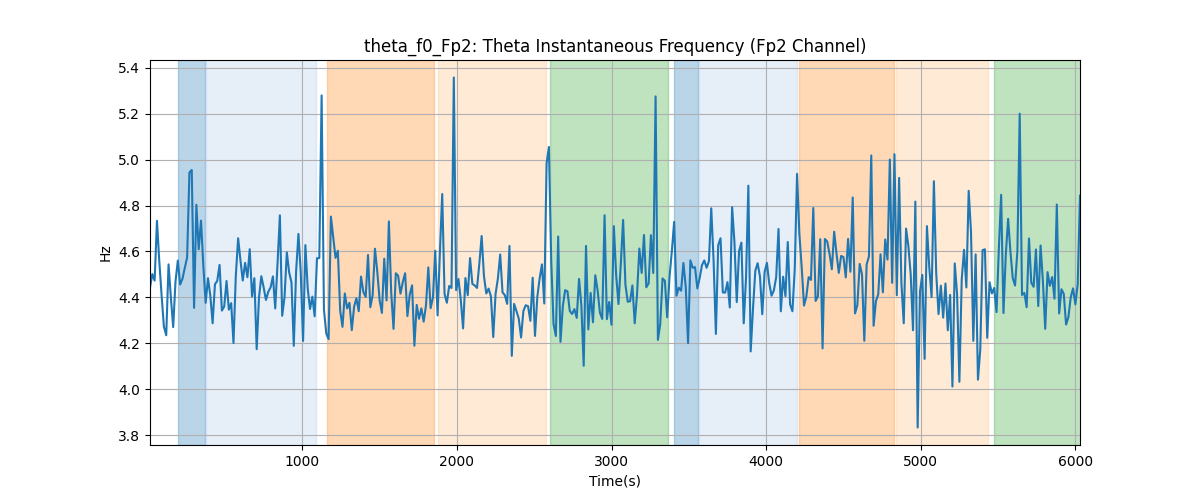 theta_f0_Fp2: Theta Instantaneous Frequency (Fp2 Channel)
5.4
5.2
5.0
4.8
4.6
4.4
4.2
4.0
3.8
Hz
1000 2000 3000 4000 5000 6000
Time(s)